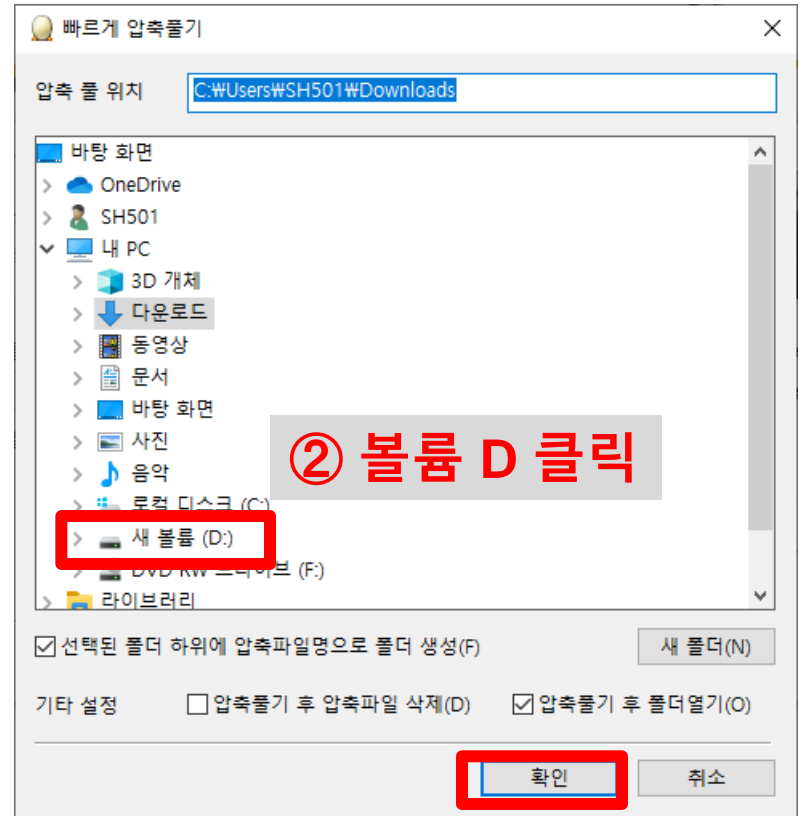 빠르게 압축풀기
압축 풀 위치 C:₩Users₩SH501₩Downloads
바탕 화면
OneDrive
SH501
내 PC
3D 개체
다운로드
동영상
문서
바탕 화면
사진
음악
② 볼륨 D 클릭
로컬 디스크 (C:)
새 볼륨 (D:)
DVD RW 드라이브 (F:)
라이브러리
선택된 폴더 하위에 압축파일명으로 폴더 생성(F) 새 폴더(N)
기타 설정 압축풀기 후 압축파일 삭제(D) 압축풀기 후 폴더열기(O)
확인 취소